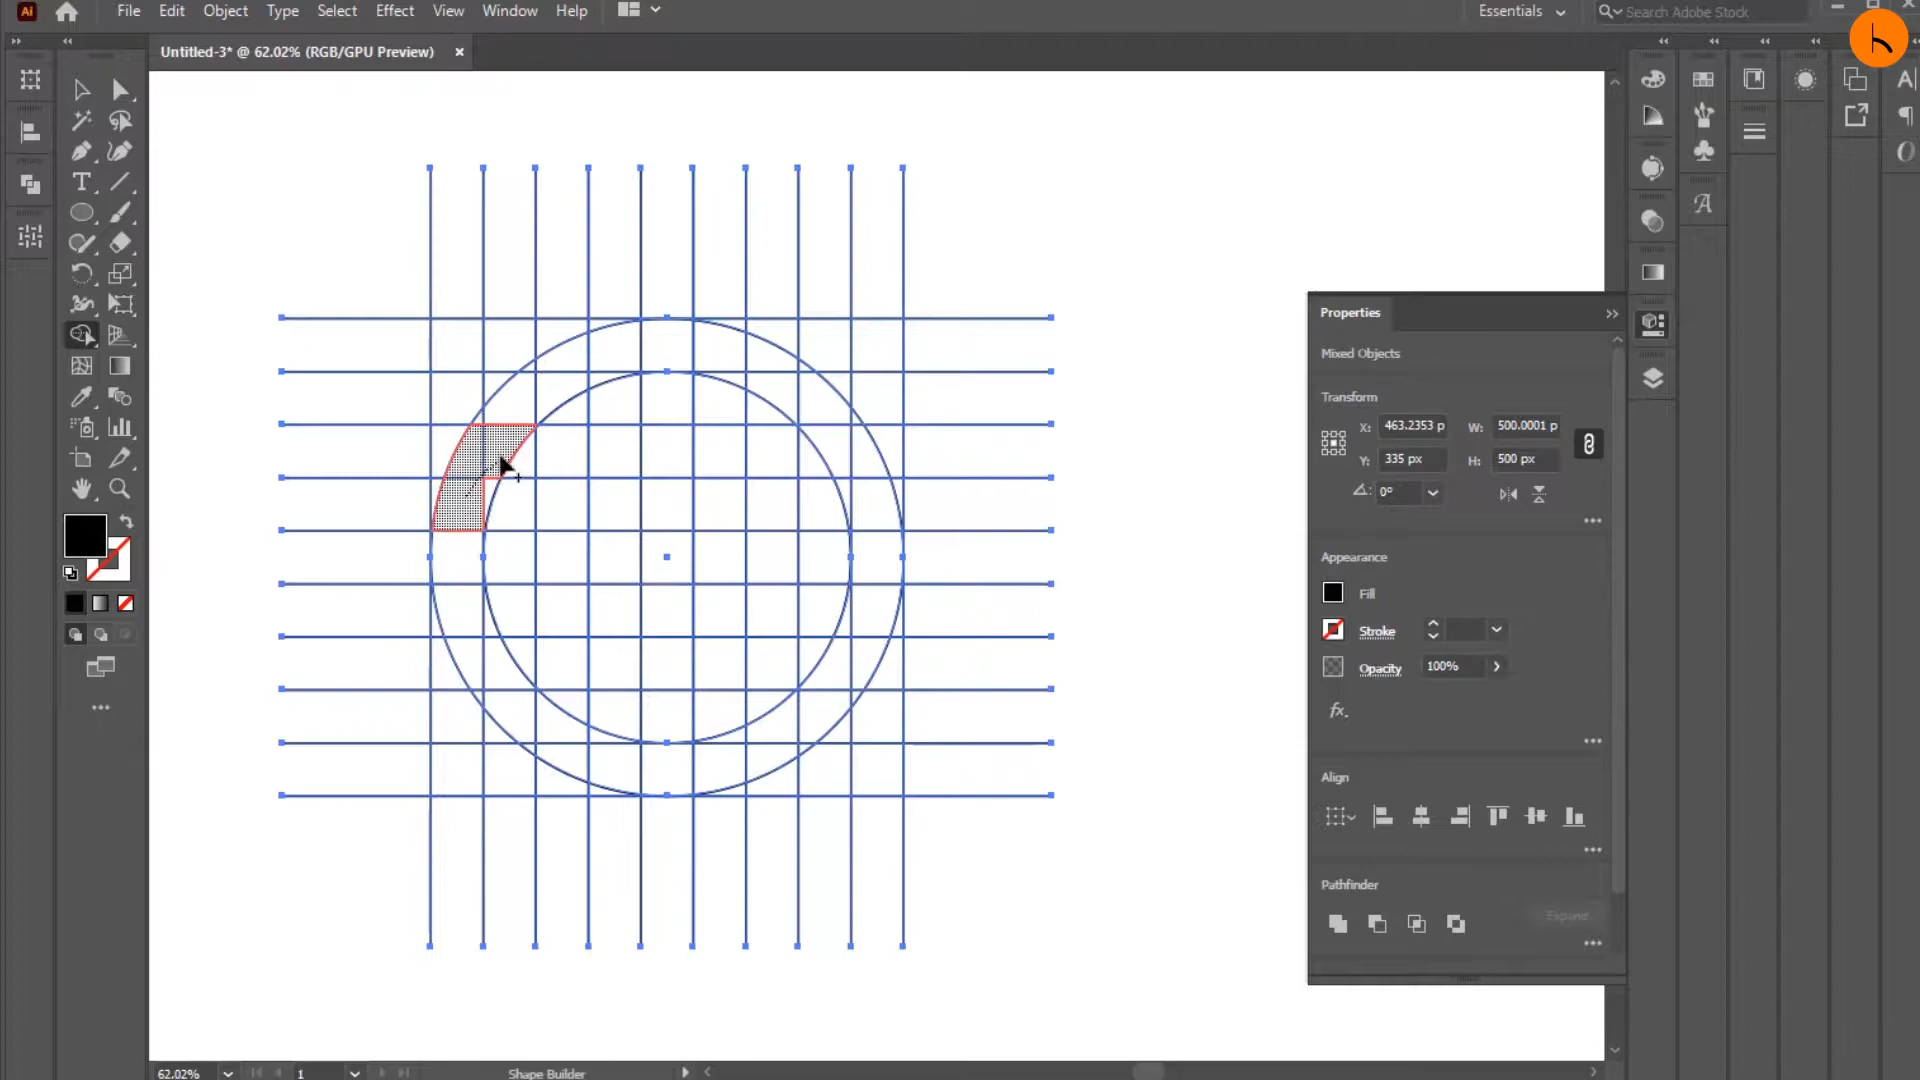 Ai File Edit Object Type Select Effect View Window Help Essentials Search Adobe Stock
Untitled-3* @ 62.02% (RGB/GPU Preview) ×
Properties
Mixed Objects
Transform
X: 463.2353 p W: 500.0001 p
Y: 335 px H: 500 px
0°
Appearance
Fill
Stroke
Opacity 100%
fx.
Align
Pathfinder
Expand
62.02% 1 Shape Builder